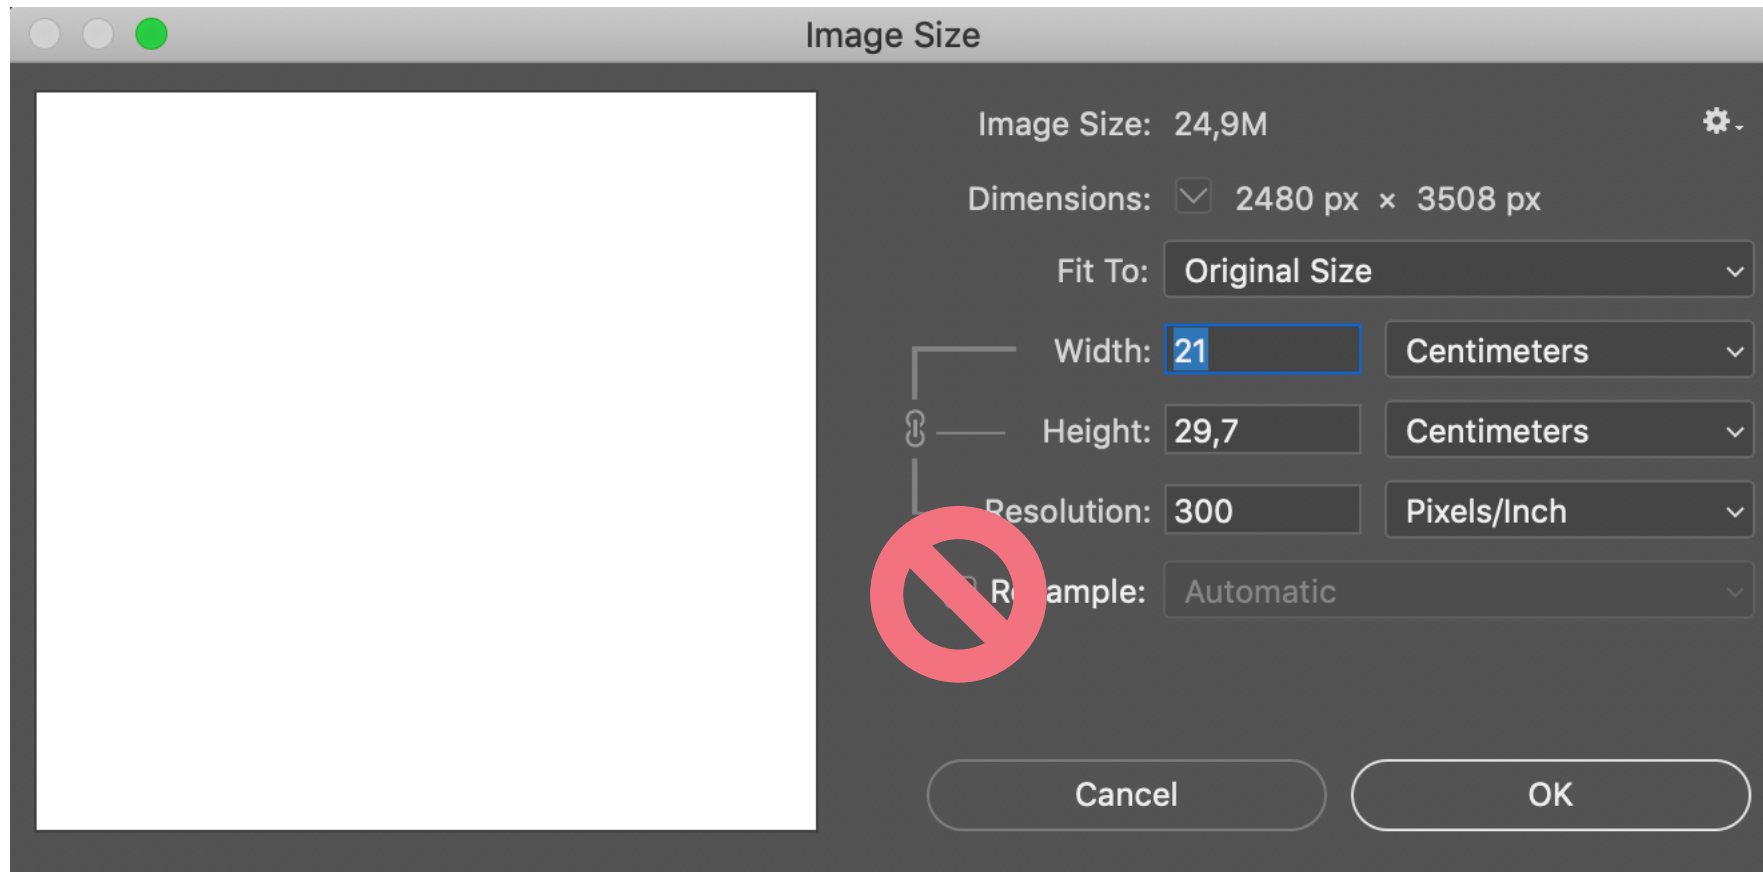 Image Size
Image Size: 24,9M
Dimensions: 2480 px × 3508 px
Fit To: Original Size
Width: 21 Centimeters
Height: 29,7 Centimeters
Resolution: 300 Pixels/Inch
Resample: Automatic
Cancel OK